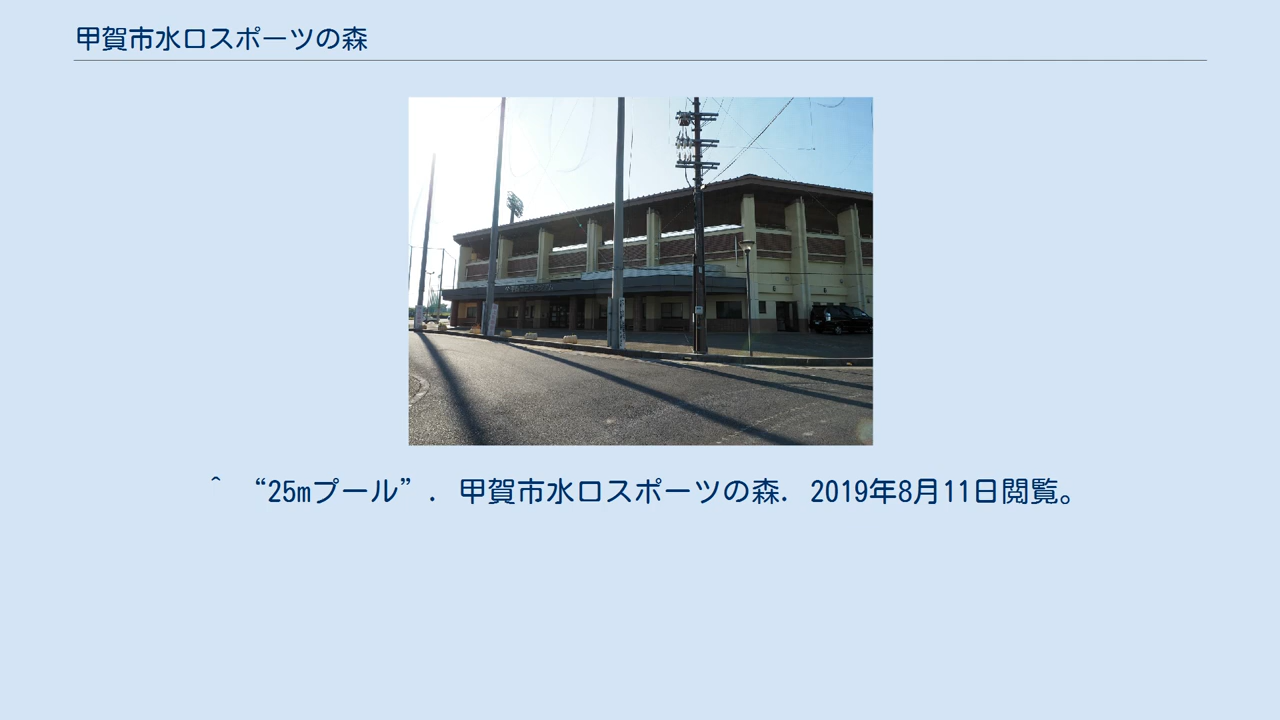 甲賀市水口スポーツの森
^ “25mプール”. 甲賀市水口スポーツの森. 2019年8月11日閲覧。